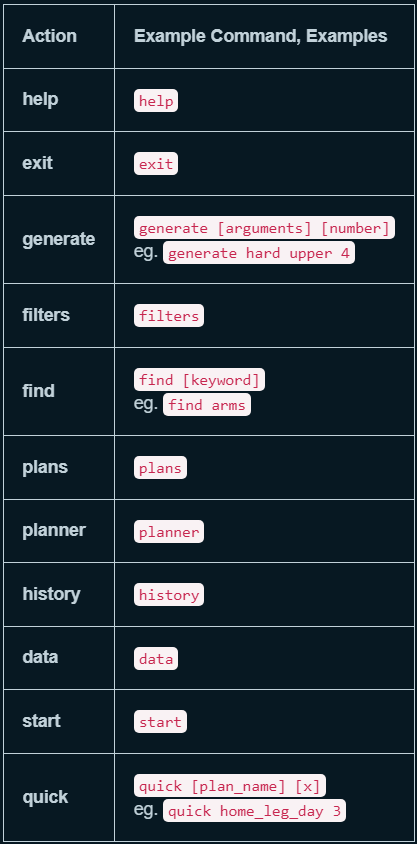 Action Example Command, Examples
help help
exit exit
generate generate [arguments] [number]
eg. generate hard upper 4
filters filters
find find [keyword]
eg. find arms
plans plans
planner planner
history history
data data
start start
quick quick [plan_name] [x]
eg. quick home_leg_day 3